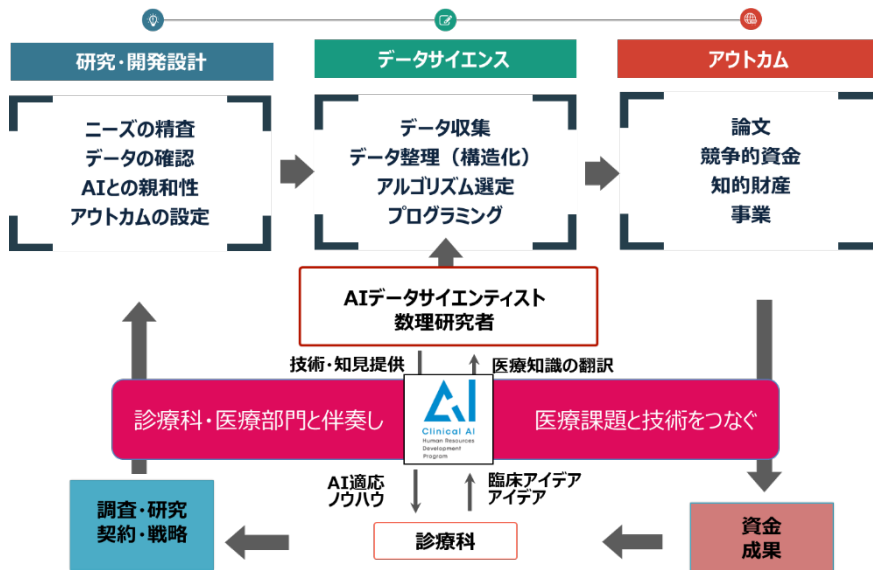 研究・開発設計
データサイエンス
アウトカム
ニーズの精査
データの確認
AIとの親和性
アウトカムの設定
データ収集
データ整理（構造化）
アルゴリズム選定
プログラミング
論文
競争的資金
知的財産
事業
AIデータサイエンティスト
数理研究者
技術・知見提供
医療知識の翻訳
診療科・医療部門と伴奏し
AI
Clinical AI
Human Resources
Development
Program
医療課題と技術をつなぐ
AI適応
ノウハウ
臨床アイデア
アイデア
調査・研究
契約・戦略
診療科
資金
成果